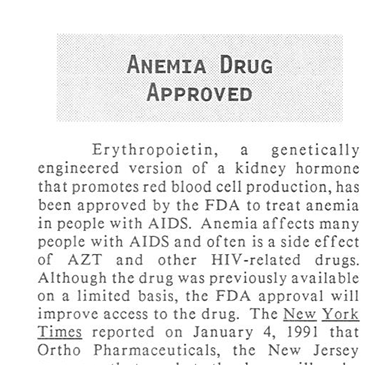 ANEMIA DRUG
APPROVED
Erythropoietin, a genetically
engineered version of a kidney hormone
that promotes red blood cell production, has
been approved by the FDA to treat anemia
in people with AIDS. Anemia affects many
people with AIDS and often is a side effect
of AZT and other HIV-related drugs.
Although the drug was previously available
on a limited basis, the FDA approval will
improve access to the drug. The New York
Times reported on January 4, 1991 that
Ortho Pharmaceuticals, the New Jersey